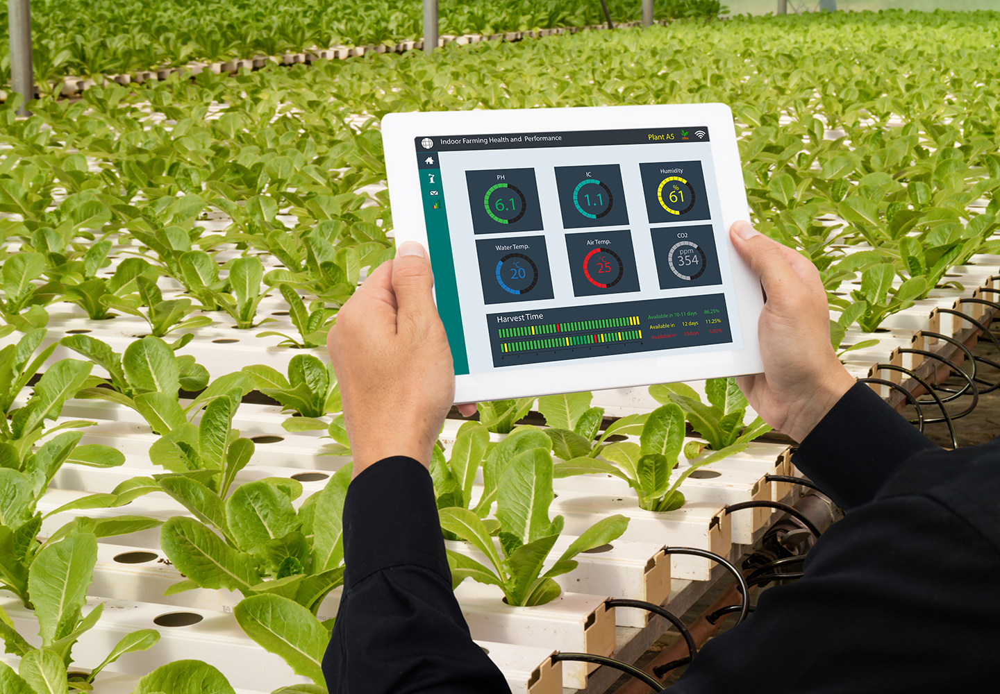 Indoor Farming Health and Performance
Plant A5
PH
6.1
IC
1.1
Humidity
%
61
Water Temp.
°C
20
Air Temp.
°C
25
CO2
ppm
354
Harvest Time
Available in 10-11 days 86.25%
Available in 12 days 11.25%
Available in 13days 5.00%